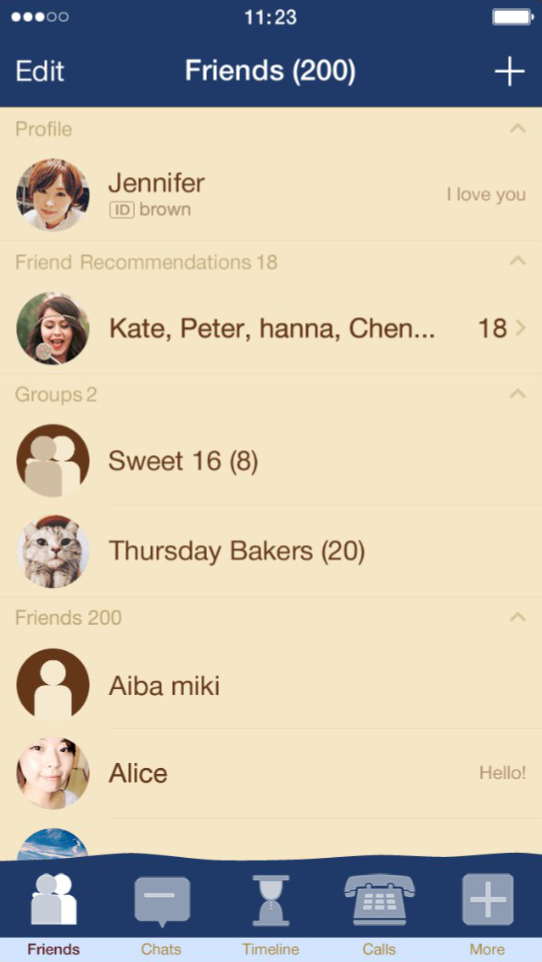 11:23
Edit
Friends (200)
Profile
Jennifer
I love you
ID brown
Friend Recommendations 18
Kate, Peter, hanna, Chen...
18
Groups 2
Sweet 16 (8)
Thursday Bakers (20)
Friends 200
Aiba miki
Alice
Hello!
Friends
Chats
Timeline
Calls
More